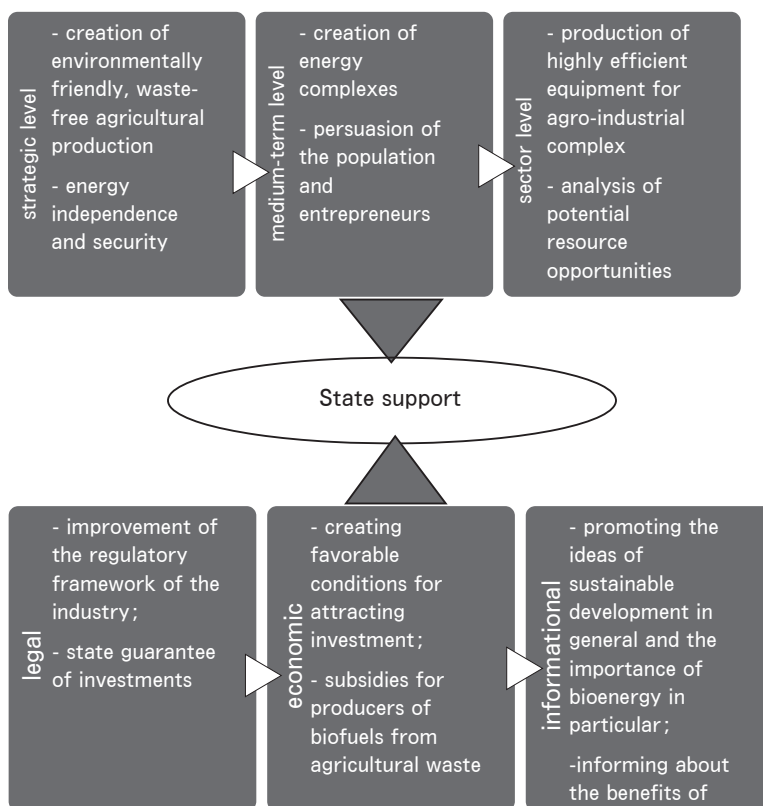 strategic level
- creation of
environmentally
friendly, waste-
free agricultural
production
- energy
independence
and security
medium-term level
- creation of
energy
complexes
- persuasion of
the population
and
entrepreneurs
sector level
- production of
highly efficient
equipment for
agro-industrial
complex
- analysis of
potential
resource
opportunities
State support
legal
- improvement of
the regulatory
framework of the
industry;
- state guarantee
of investments
economic
- creating
favorable
conditions for
attracting
investment;
- subsidies for
producers of
biofuels from
agricultural waste
informational
- promoting the
ideas of
sustainable
development in
general and the
importance of
bioenergy in
particular;
-informing about
the benefits of